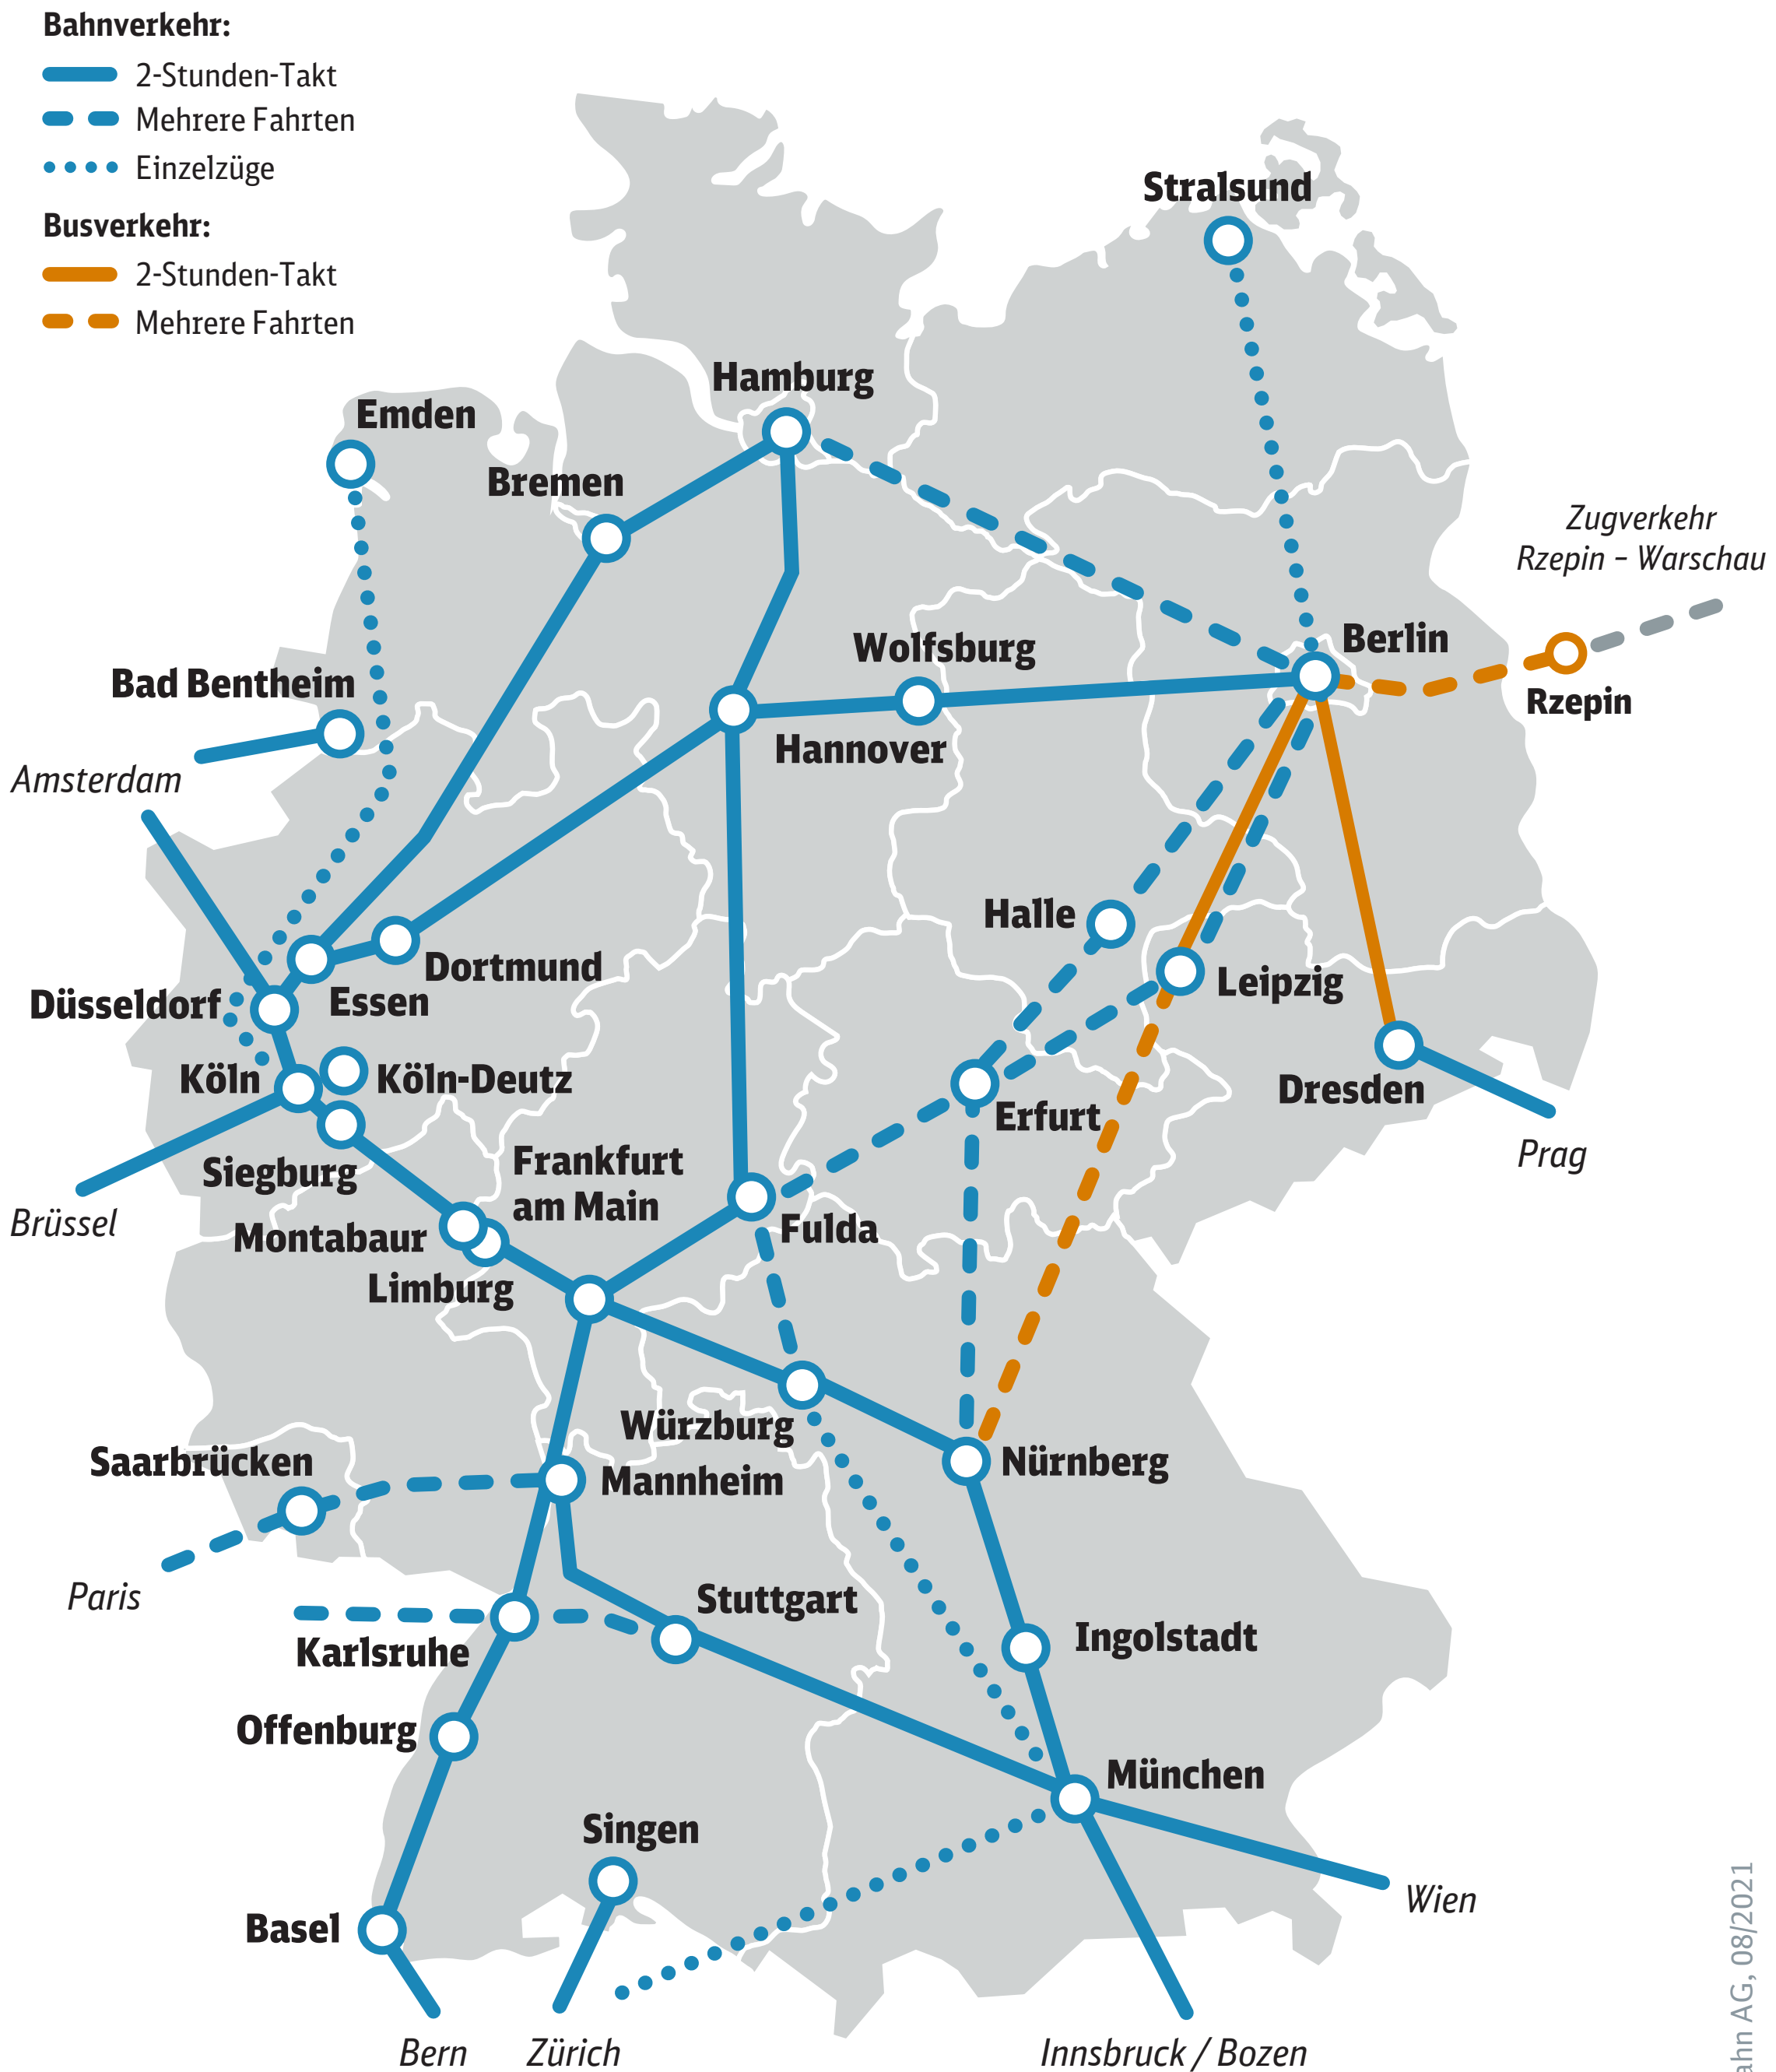 Bahnverkehr:
2-Stunden-Takt
Mehrere Fahrten
Einzelzüge
Busverkehr:
2-Stunden-Takt
Mehrere Fahrten
Stralsund
Hamburg
Emden
Bremen
Zugverkehr
Rzepin – Warschau
Berlin
Wolfsburg
Bad Bentheim
Rzepin
Hannover
Amsterdam
Halle
Dortmund
Leipzig
Düsseldorf
Essen
Köln
Köln-Deutz
Dresden
Erfurt
Prag
Frankfurt
am Main
Siegburg
Brüssel
Fulda
Montabaur
Limburg
Würzburg
Saarbrücken
Nürnberg
Mannheim
Paris
Stuttgart
Karlsruhe
Ingolstadt
Offenburg
München
Singen
Basel
Wien
Bern
Zürich
Innsbruck / Bozen
AG, 08/2021